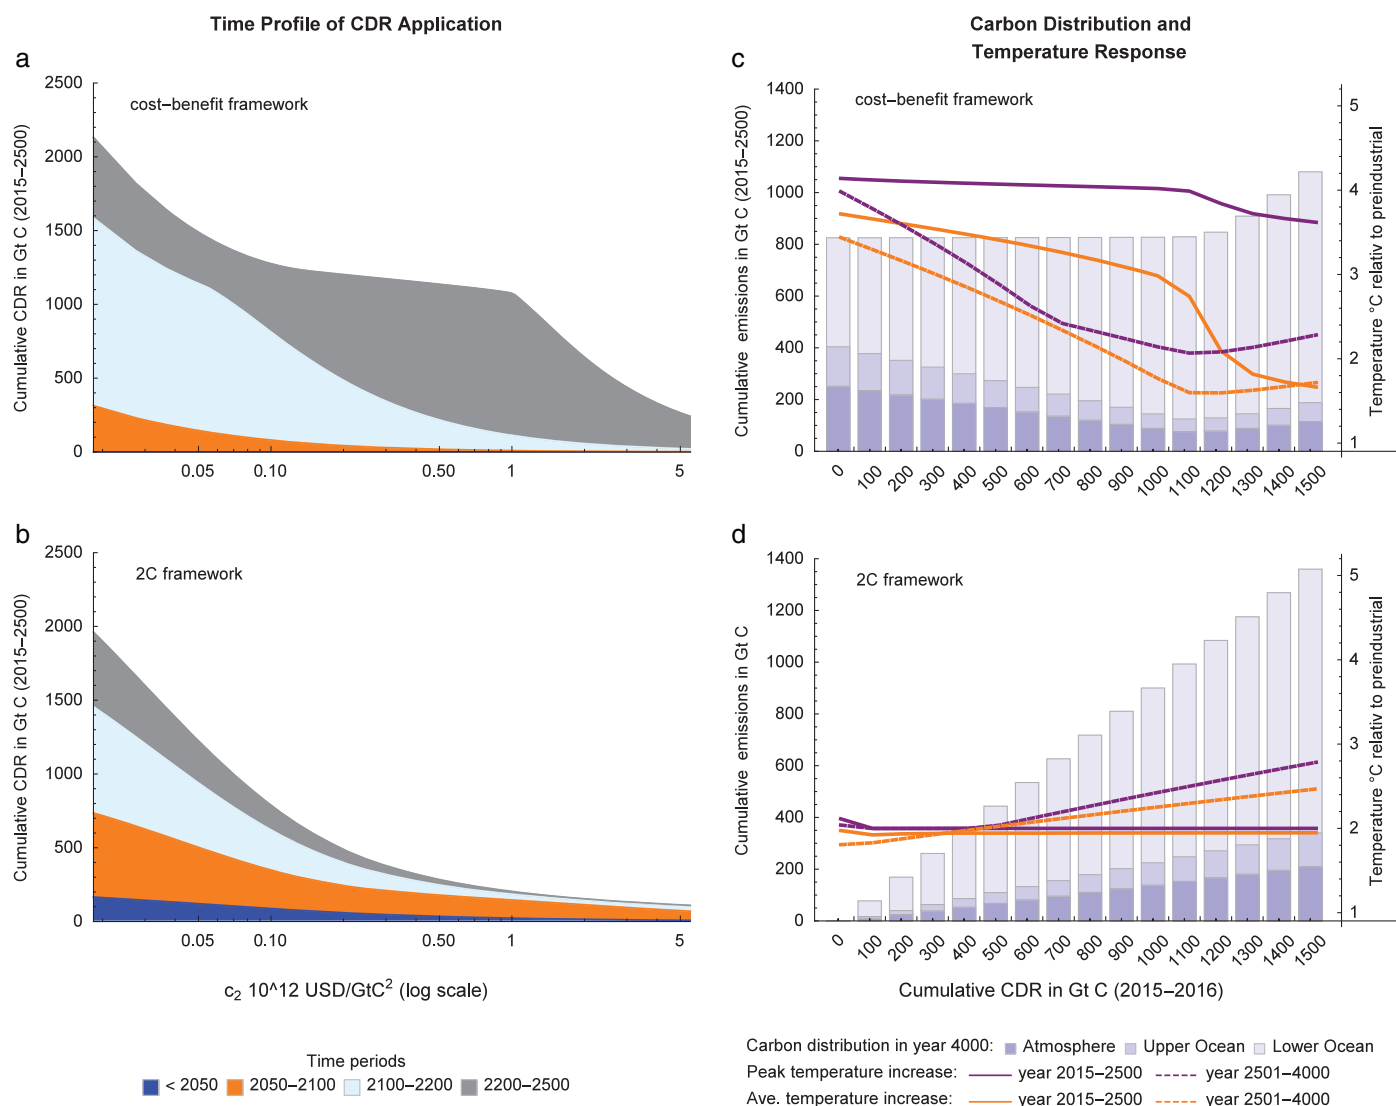 Time Profile of CDR Application
Carbon Distribution and
Temperature Response
a
cost–benefit framework
Cumulative CDR in Gt C (2015–2500)
2500
2000
1500
1000
500
0
0.05 0.10 0.50 1 5
b
2C framework
Cumulative CDR in Gt C (2015–2500)
2500
2000
1500
1000
500
0
0.05 0.10 0.50 1 5
c₂ 10^12 USD/GtC² (log scale)
Time periods
< 2050 2050–2100 2100–2200 2200–2500
c
cost–benefit framework
Cumulative emissions in Gt C (2015–2500)
1400
1200
1000
800
600
400
200
0
0 100 200 300 400 500 600 700 800 900 1000 1100 1200 1300 1400 1500
5
4
3
2
1
Temperature °C relativ to preindustrial
d
2C framework
Cumulative emissions in Gt C
1400
1200
1000
800
600
400
200
0
0 100 200 300 400 500 600 700 800 900 1000 1100 1200 1300 1400 1500
5
4
3
2
1
Temperature °C relativ to preindustrial
Cumulative CDR in Gt C (2015–2016)
Carbon distribution in year 4000: Atmosphere Upper Ocean Lower Ocean
Peak temperature increase: year 2015–2500 year 2501–4000
Ave. temperature increase: year 2015–2500 year 2501–4000